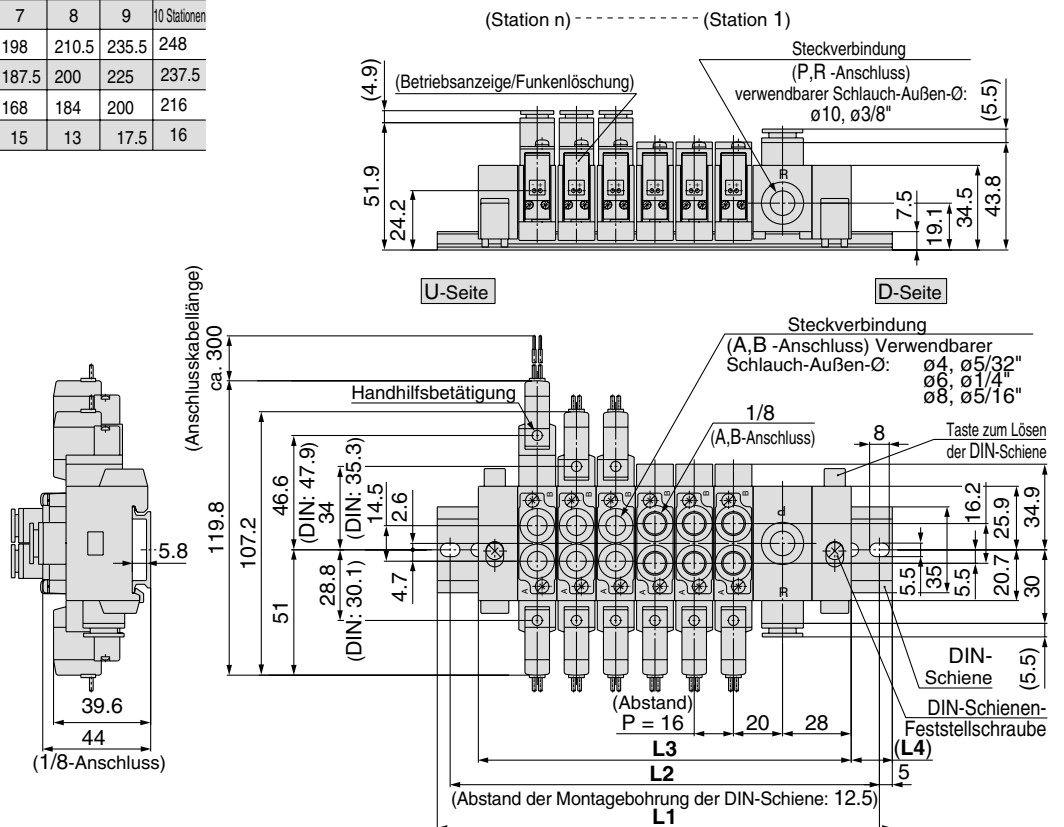 7 8 9 10 Stationen
198 210.5 235.5 248
187.5 200 225 237.5
168 184 200 216
15 13 17.5 16
(Station n) (Station 1)
Steckverbindung
(P,R -Anschluss)
verwendbarer Schlauch-Außen-Ø:
ø10, ø3/8"
(Betriebsanzeige/Funkenlöschung)
(4.9)
51.9
24.2
R
(5.5)
7.5
19.1
34.5
43.8
U-Seite
D-Seite
Steckverbindung
(A,B -Anschluss) Verwendbarer
Schlauch-Außen-Ø: ø4, ø5/32"
ø6, ø1/4"
ø8, ø5/16"
(Anschlusskabellänge)
ca. 300
Handhilfsbetätigung
1/8
(A,B-Anschluss)
Taste zum Lösen
der DIN-Schiene
8
119.8
107.2
46.6
(DIN: 47.9)
34
(DIN: 35.3)
14.5
2.6
4.7
51
28.8
(DIN: 30.1)
B B B B B B
A A A A A A
P
R
16.2
25.9
34.9
5.5
35
5.5
20.7
30
(5.5)
5.8
39.6
44
(1/8-Anschluss)
DIN-
Schiene
DIN-Schienen-
Feststellschraube
(Abstand)
P = 16
20
28
L3
(L4)
L2
5
(Abstand der Montagebohrung der DIN-Schiene: 12.5)
L1